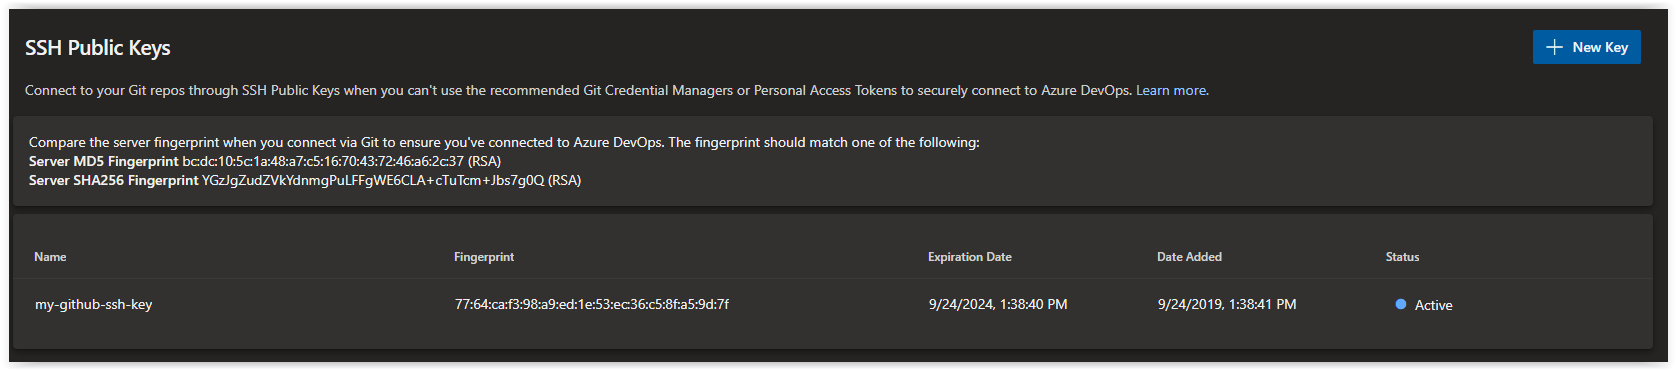 SSH Public Keys
New Key
Connect to your Git repos through SSH Public Keys when you can't use the recommended Git Credential Managers or Personal Access Tokens to securely connect to Azure DevOps. Learn more.
Compare the server fingerprint when you connect via Git to ensure you've connected to Azure DevOps. The fingerprint should match one of the following:
Server MD5 Fingerprint bc:dc:10:5c:1a:48:a7:c5:16:70:43:72:46:a6:2c:37 (RSA)
Server SHA256 Fingerprint YGzJgZudZVkYdnmgPuLFFgWE6CLA+cTuTcm+Jbs7g0Q (RSA)
Name Fingerprint Expiration Date Date Added Status
my-github-ssh-key 77:64:ca:f3:98:a9:ed:1e:53:ec:36:c5:8f:a5:9d:7f 9/24/2024, 1:38:40 PM 9/24/2019, 1:38:41 PM Active